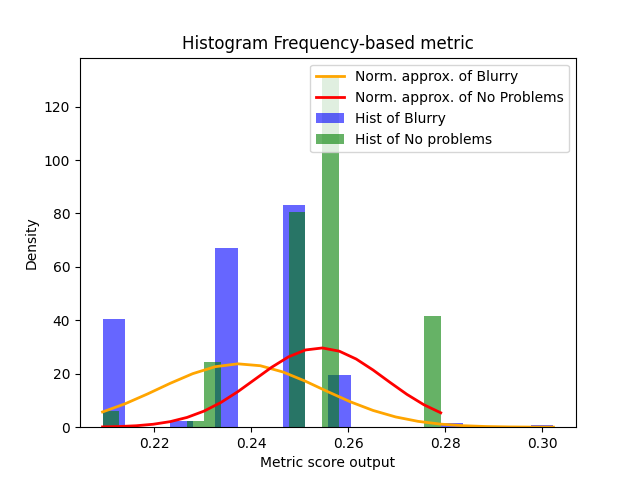 Histogram Frequency-based metric
Norm. approx. of Blurry
Norm. approx. of No Problems
Hist of Blurry
Hist of No problems
120
100
80
60
40
20
0
Density
0.22 0.24 0.26 0.28 0.30
Metric score output